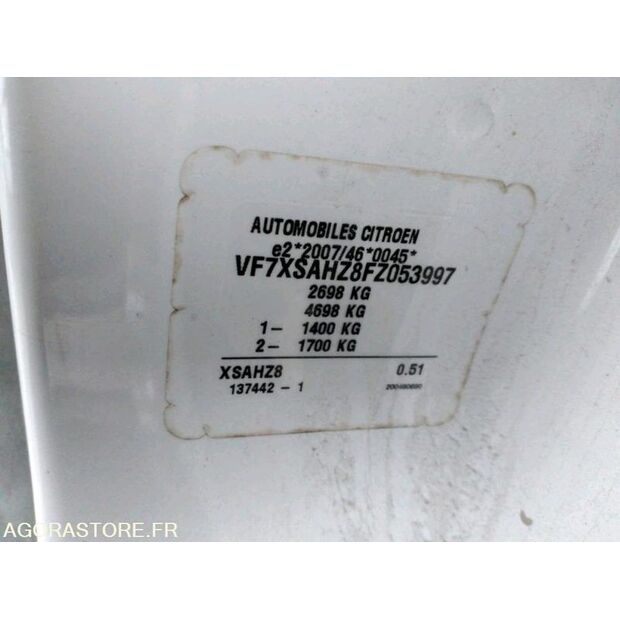 AUTOMOBILES CITROEN
e2*2007/46*0045*
VF7XSAHZ8FZ053997
2698 KG
4698 KG
1- 1400 KG
2- 1700 KG
XSAHZ8 0.51
137442 - 1
AGORASTORE.FR